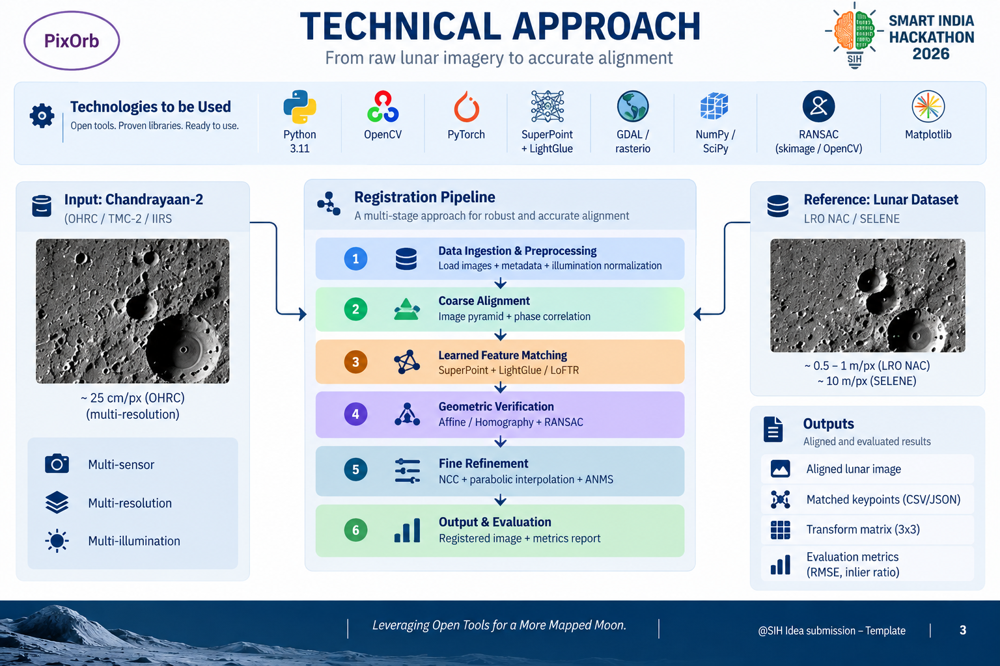 PixOrb
TECHNICAL APPROACH
From raw lunar imagery to accurate alignment
SIH
SMART INDIA
HACKATHON
2026
Technologies to be Used
Open tools. Proven libraries. Ready to use.
Python
3.11
OpenCV
PyTorch
SuperPoint
+ LightGlue
GDAL /
rasterio
NumPy /
SciPy
RANSAC
(skimage / OpenCV)
Matplotlib
Input: Chandrayaan-2
(OHRC / TMC-2 / IIRS
~ 25 cm/px (OHRC)
(multi-resolution)
Multi-sensor
Multi-resolution
Multi-illumination
Registration Pipeline
A multi-stage approach for robust and accurate alignment
1
Data Ingestion & Preprocessing
Load images + metadata + illumination normalization
2
Coarse Alignment
Image pyramid + phase correlation
3
Learned Feature Matching
SuperPoint + LightGlue / LoFTR
4
Geometric Verification
Affine / Homography + RANSAC
5
Fine Refinement
NCC + parabolic interpolation + ANMS
6
Output & Evaluation
Registered image + metrics report
Reference: Lunar Dataset
LRO NAC / SELENE
~ 0.5 – 1 m/px (LRO NAC)
~ 10 m/px (SELENE)
Outputs
Aligned and evaluated results
Aligned lunar image
Matched keypoints (CSV/JSON)
Transform matrix (3x3)
Evaluation metrics
(RMSE, inlier ratio)
Leveraging Open Tools for a More Mapped Moon.
@SIH Idea submission – Template
3